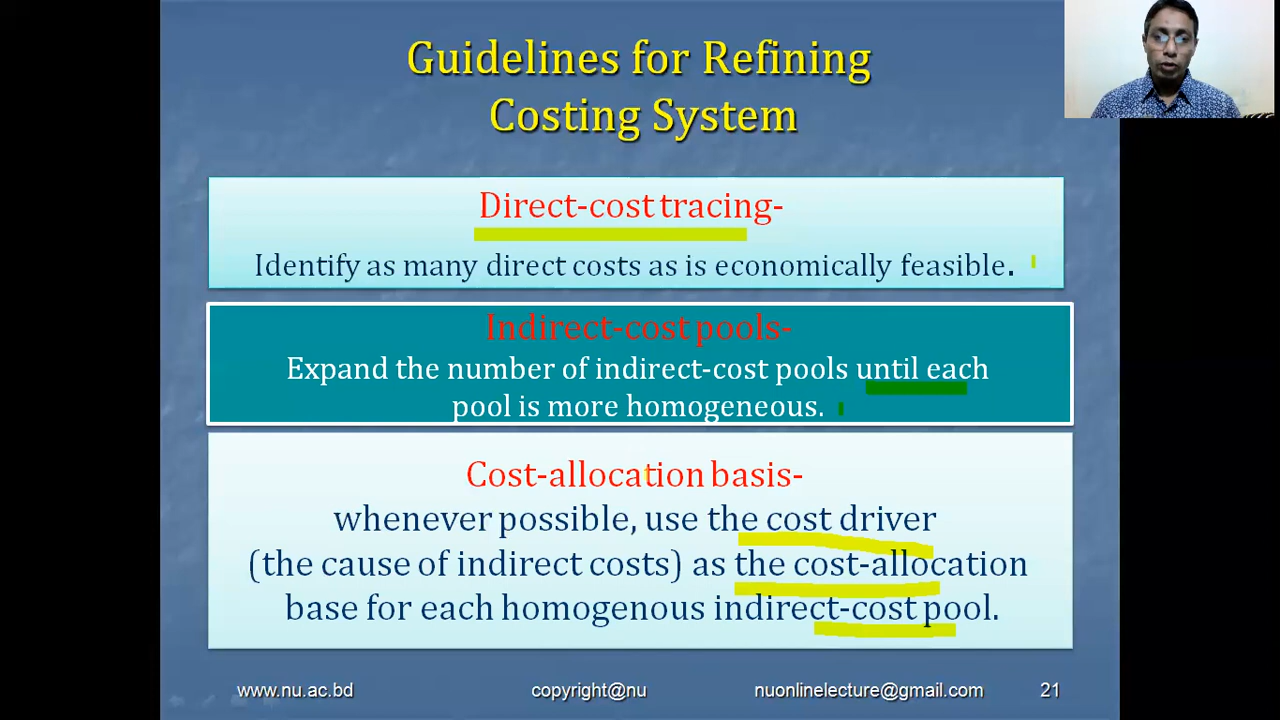 Guidelines for Refining
Costing System
Direct-cost tracing-
Identify as many direct costs as is economically feasible.
Indirect-cost pools-
Expand the number of indirect-cost pools until each
pool is more homogeneous.
Cost-allocation basis-
whenever possible, use the cost driver
(the cause of indirect costs) as the cost-allocation
base for each homogenous indirect-cost pool.
www.nu.ac.bd copyright@nu nuonlinelecture@gmail.com 21